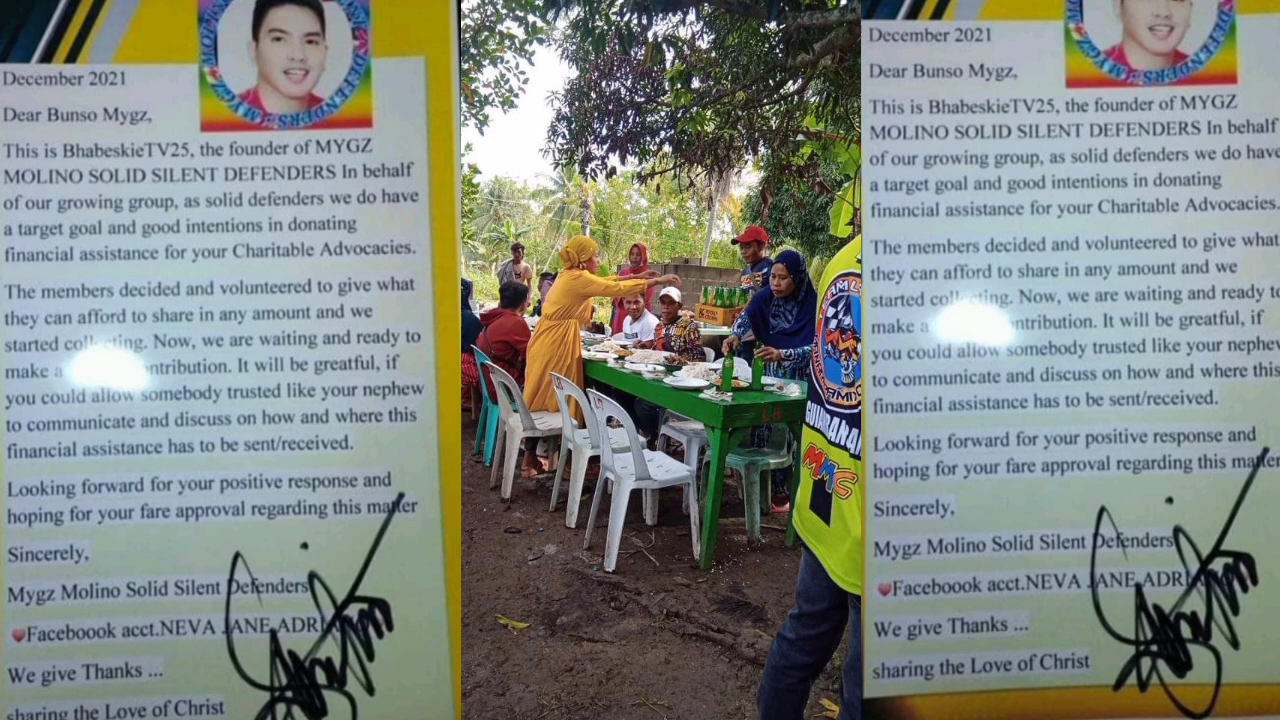 December 2021
Dear Bunso Mygz,
This is BhabeskieTV25, the founder of MYGZ
MOLINO SOLID SILENT DEFENDERS In behalf
of our growing group, as solid defenders we do have
a target goal and good intentions in donating
financial assistance for your Charitable Advocacies.
The members decided and volunteered to give what
they can afford to share in any amount and we
started collecting. Now, we are waiting and ready to
make a contribution. It will be greatful, if
you could allow somebody trusted like your nephew
to communicate and discuss on how and where this
financial assistance has to be sent/received.
Looking forward for your positive response and
hoping for your fare approval regarding this matter
Sincerely,
Mygz Molino Solid Silent Defenders
Faceboook acct.NEVA JANE ADRI
We give Thanks ...
sharing the Love of Christ
MMC
December 2021
Dear Bunso Mygz,
This is BhabeskieTV25, the founder of MYGZ
MOLINO SOLID SILENT DEFENDERS In behalf
of our growing group, as solid defenders we do have
a target goal and good intentions in donating
financial assistance for your Charitable Advocacies.
The members decided and volunteered to give what
they can afford to share in any amount and we
started collecting. Now, we are waiting and ready to
make a contribution. It will be greatful, if
you could allow somebody trusted like your nephew
to communicate and discuss on how and where this
financial assistance has to be sent/received.
Looking forward for your positive response and
hoping for your fare approval regarding this matter
Sincerely,
Mygz Molino Solid Silent Defenders
Faceboook acct.NEVA JANE ADRI
We give Thanks ...
sharing the Love of Christ